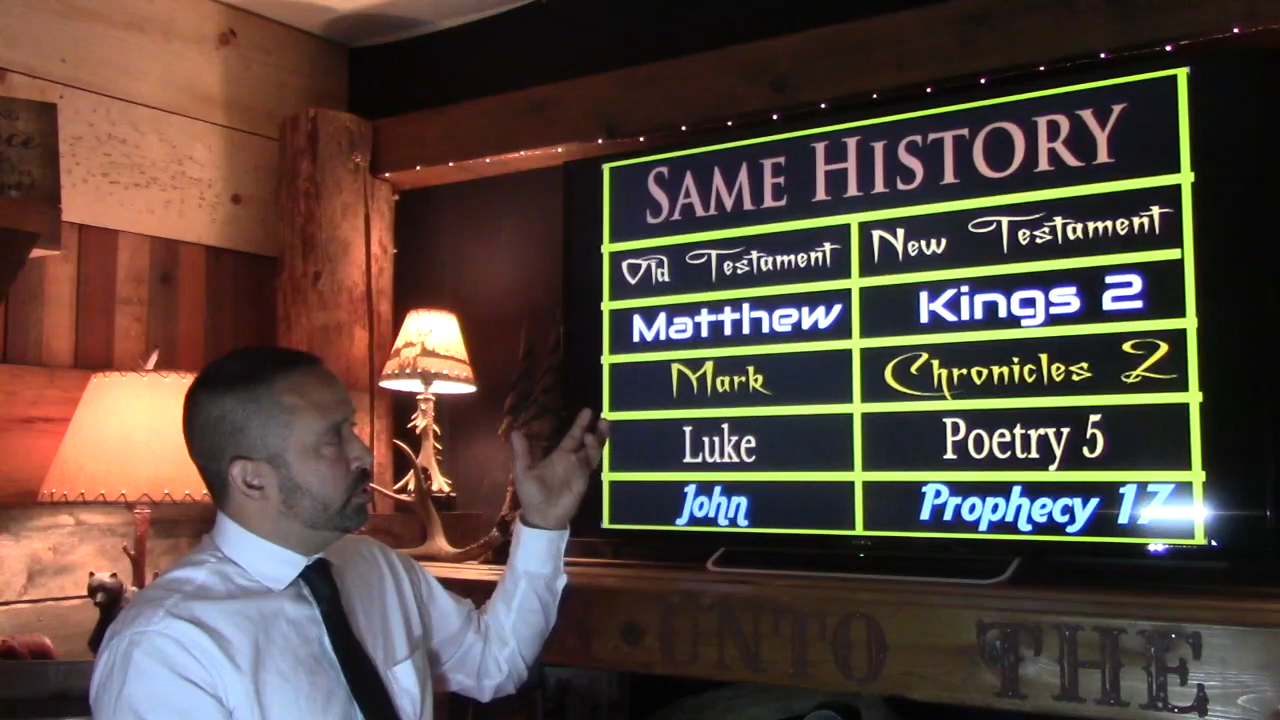 SAME HISTORY
Old Testament New Testament
Matthew Kings 2
Mark Chronicles 2
Luke Poetry 5
John Prophecy 17
ONTO THE